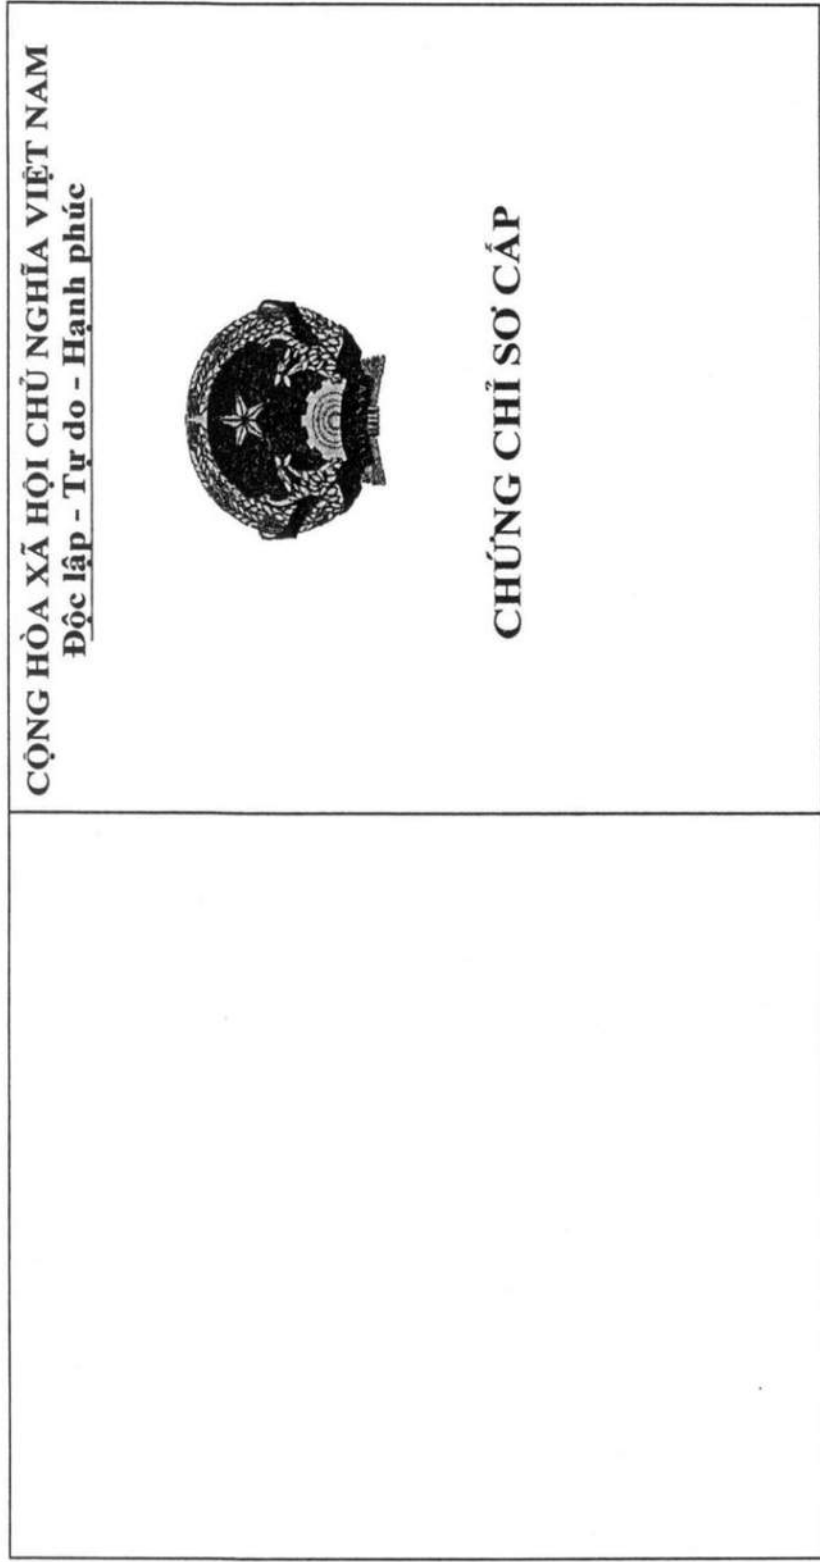 CỘNG HÒA XÃ HỘI CHỦ NGHĨA VIỆT NAM
Độc lập - Tự do - Hạnh phúc
CHỨNG CHỈ SƠ CẤP